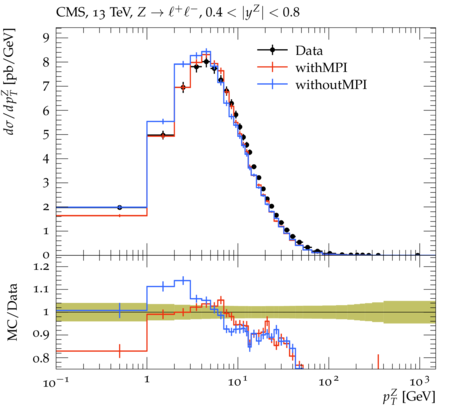 CMS, 13 TeV, Z → ℓ⁺ℓ⁻, 0.4 < |y^Z| < 0.8
dσ/dp_T^Z [pb/GeV]
9
8
7
6
5
4
3
2
1
0
Data
withMPI
withoutMPI
MC/Data
1.2
1.1
1
0.9
0.8
10⁻¹ 1 10¹ 10² 10³
p_T^Z [GeV]